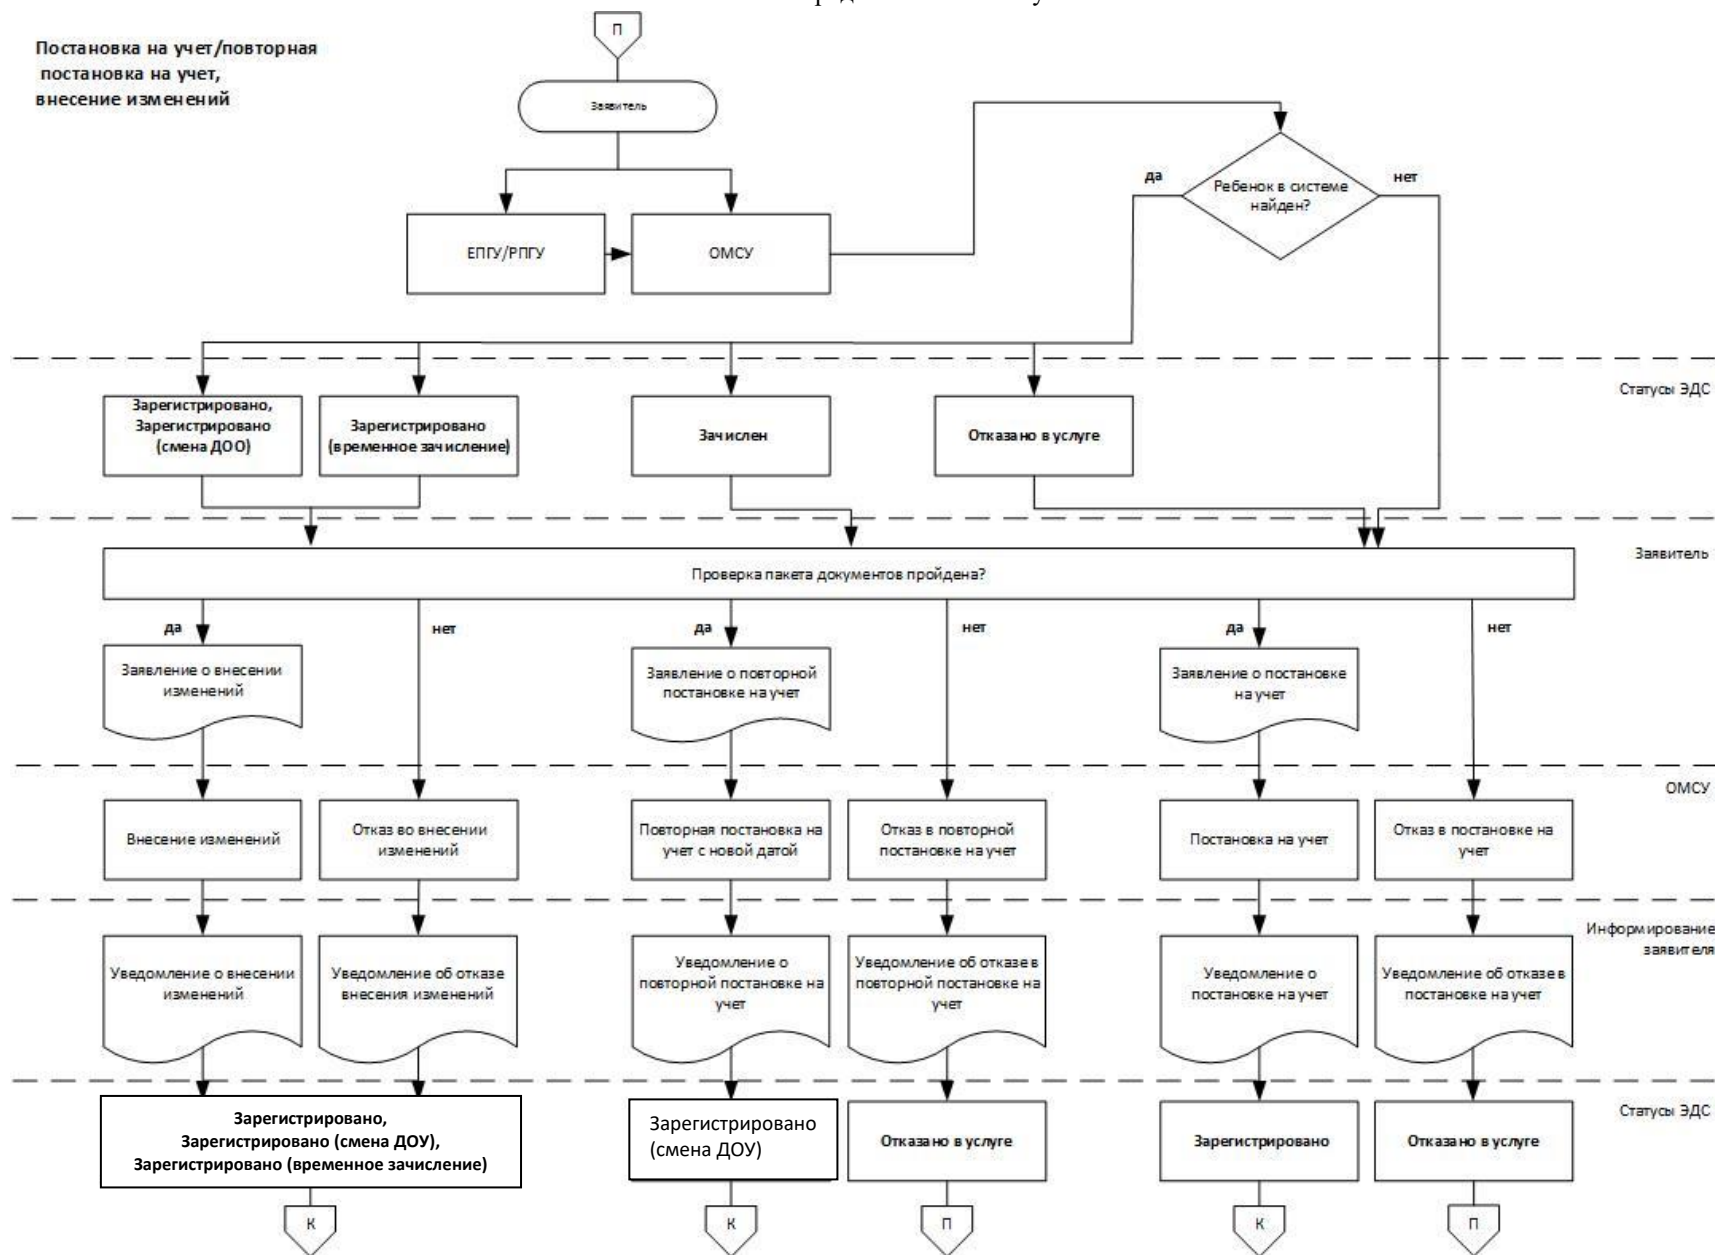 П
Постановка на учет/повторная
постановка на учет,
внесение изменений
Заявитель
да
нет
Ребенок в системе
найден?
ЕПГУ/РПГУ
ОМСУ
Статусы ЭДС
Зарегистрировано,
Зарегистрировано
(смена ДОО)
Зарегистрировано
(временное зачисление)
Зачислен
Отказано в услуге
Заявитель
Проверка пакета документов пройдена?
да
нет
да
нет
да
нет
Заявление о внесении
изменений
Заявление о повторной
постановке на учет
Заявление о постановке
на учет
ОМСУ
Внесение изменений
Отказ во внесении
изменений
Повторная постановка на
учет с новой датой
Отказ в повторной
постановке на учет
Постановка на учет
Отказ в постановке на
учет
Информирование
заявителя
Уведомление о внесении
изменений
Уведомление об отказе
внесения изменений
Уведомление о
повторной постановке на
учет
Уведомление об отказе в
повторной постановке на
учет
Уведомление о
постановке на учет
Уведомление об отказе в
постановке на учет
Статусы ЭДС
Зарегистрировано,
Зарегистрировано (смена ДОУ),
Зарегистрировано (временное зачисление)
Зарегистрировано
(смена ДОУ)
Отказано в услуге
Зарегистрировано
Отказано в услуге
К
К
П
К
П